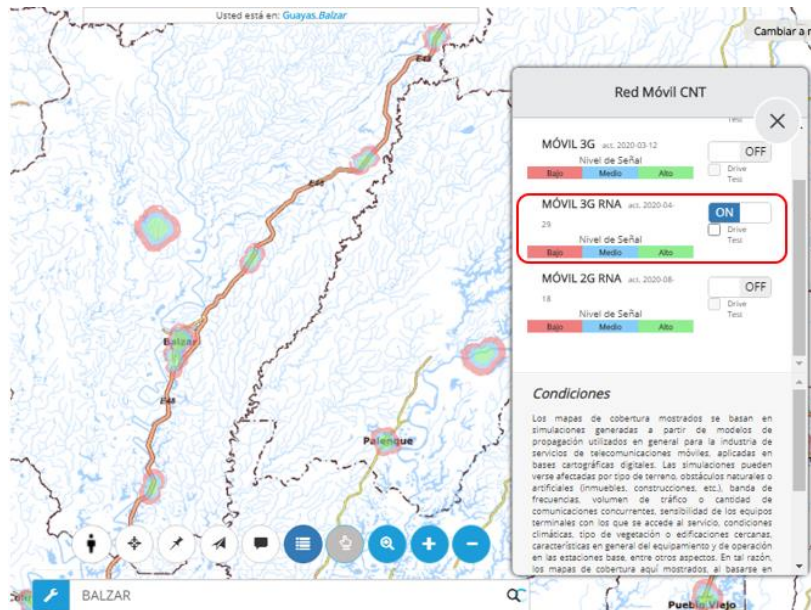 Usted está en: Guayas.Balzar
Cambiar a
E48
E48
Balzar
E48
Palenque
Pueblo Viejo
BALZAR
Red Móvil CNT
Test
MÓVIL 3G act. 2020-03-12
OFF
Nivel de Señal
Drive
Test
Bajo Medio Alto
MÓVIL 3G RNA act. 2020-04-
29
ON
Nivel de Señal
Drive
Test
Bajo Medio Alto
MÓVIL 2G RNA act. 2020-08-
18
OFF
Nivel de Señal
Drive
Test
Bajo Medio Alto
Condiciones
Los mapas de cobertura mostrados se basan en
simulaciones generadas a partir de modelos de
propagación utilizados en general para la industria de
servicios de telecomunicaciones móviles, aplicadas en
bases cartográficas digitales. Las simulaciones pueden
verse afectadas por tipo de terreno, obstáculos naturales o
artificiales (inmuebles, construcciones, etc.), banda de
frecuencias, volumen de tráfico o cantidad de
comunicaciones concurrentes, sensibilidad de los equipos
terminales con los que se accede al servicio, condiciones
climáticas, tipo de vegetación o edificaciones cercanas,
características en general del equipamiento y de operación
en las estaciones base, entre otros aspectos. En tal razón,
los mapas de cobertura aquí mostrados, al basarse en